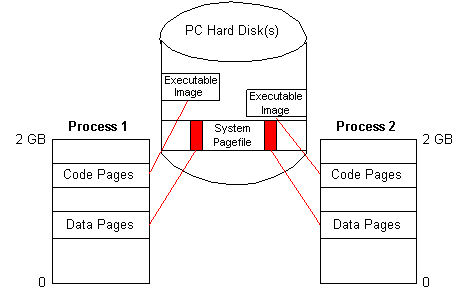 PC Hard Disk(s)
Executable
Image
Executable
Image
System
Pagefile
Process 1
2 GB
Code Pages
Data Pages
0
Process 2
2 GB
Code Pages
Data Pages
0